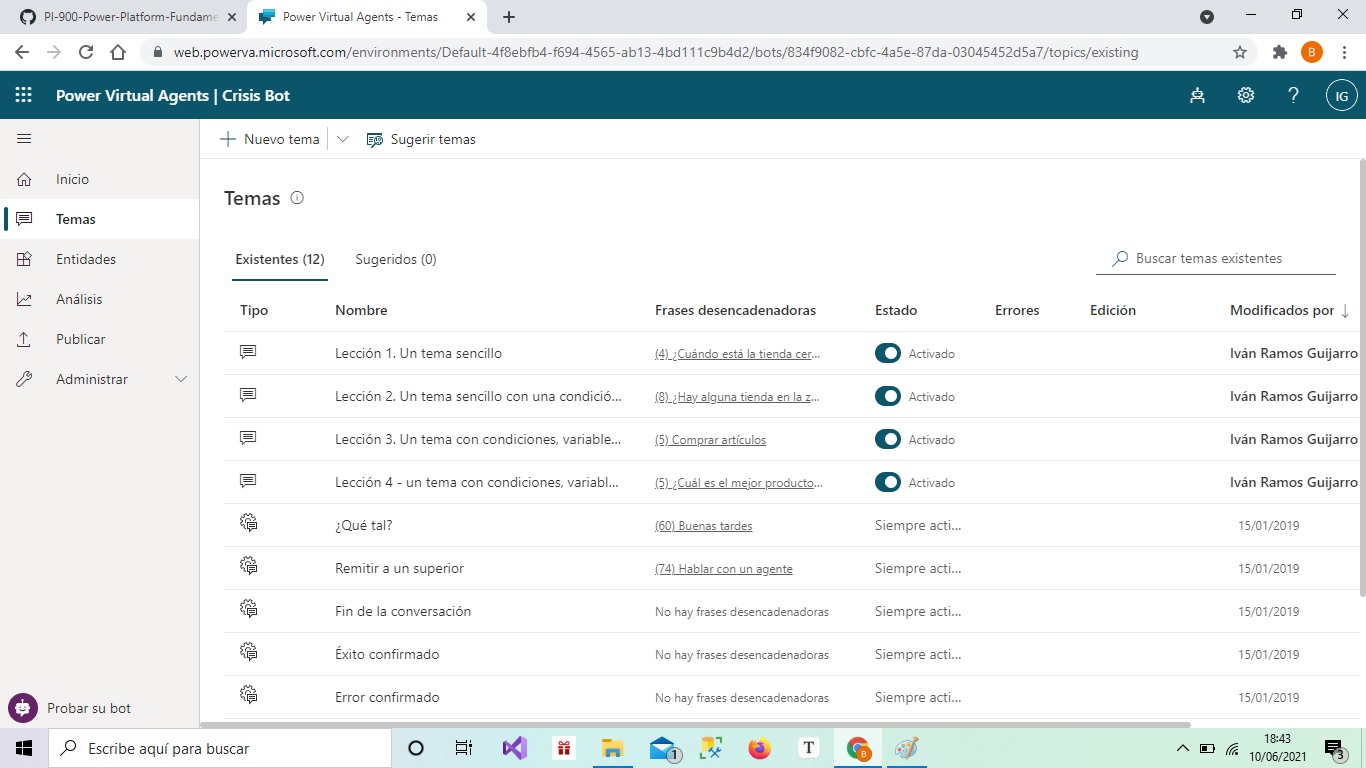 PI-900-Power-Platform-Fundame
Power Virtual Agents - Temas
web.powerva.microsoft.com/environments/Default-4f8ebfb4-f694-4565-ab13-4bd111c9b4d2/bots/834f9082-cbfc-4a5e-87da-03045452d5a7/topics/existing
B
Power Virtual Agents | Crisis Bot
IG
Nuevo tema
Sugerir temas
Inicio
Temas
Entidades
Análisis
Publicar
Administrar
Probar su bot
Temas
Existentes (12) Sugeridos (0) Buscar temas existentes
Tipo Nombre Frases desencadenadoras Estado Errores Edición Modificados por
Lección 1. Un tema sencillo (4) ¿Cuándo está la tienda cer... Activado Iván Ramos Guijarro
Lección 2. Un tema sencillo con una condició... (8) ¿Hay alguna tienda en la z... Activado Iván Ramos Guijarro
Lección 3. Un tema con condiciones, variable... (5) Comprar artículos Activado Iván Ramos Guijarro
Lección 4 - un tema con condiciones, variabl... (5) ¿Cuál es el mejor producto... Activado Iván Ramos Guijarro
¿Qué tal? (60) Buenas tardes Siempre acti... 15/01/2019
Remitir a un superior (74) Hablar con un agente Siempre acti... 15/01/2019
Fin de la conversación No hay frases desencadenadoras Siempre acti... 15/01/2019
Éxito confirmado No hay frases desencadenadoras Siempre acti... 15/01/2019
Error confirmado No hay frases desencadenadoras Siempre acti... 15/01/2019
Escribe aquí para buscar
1
T
B
18:43
10/06/2021
3